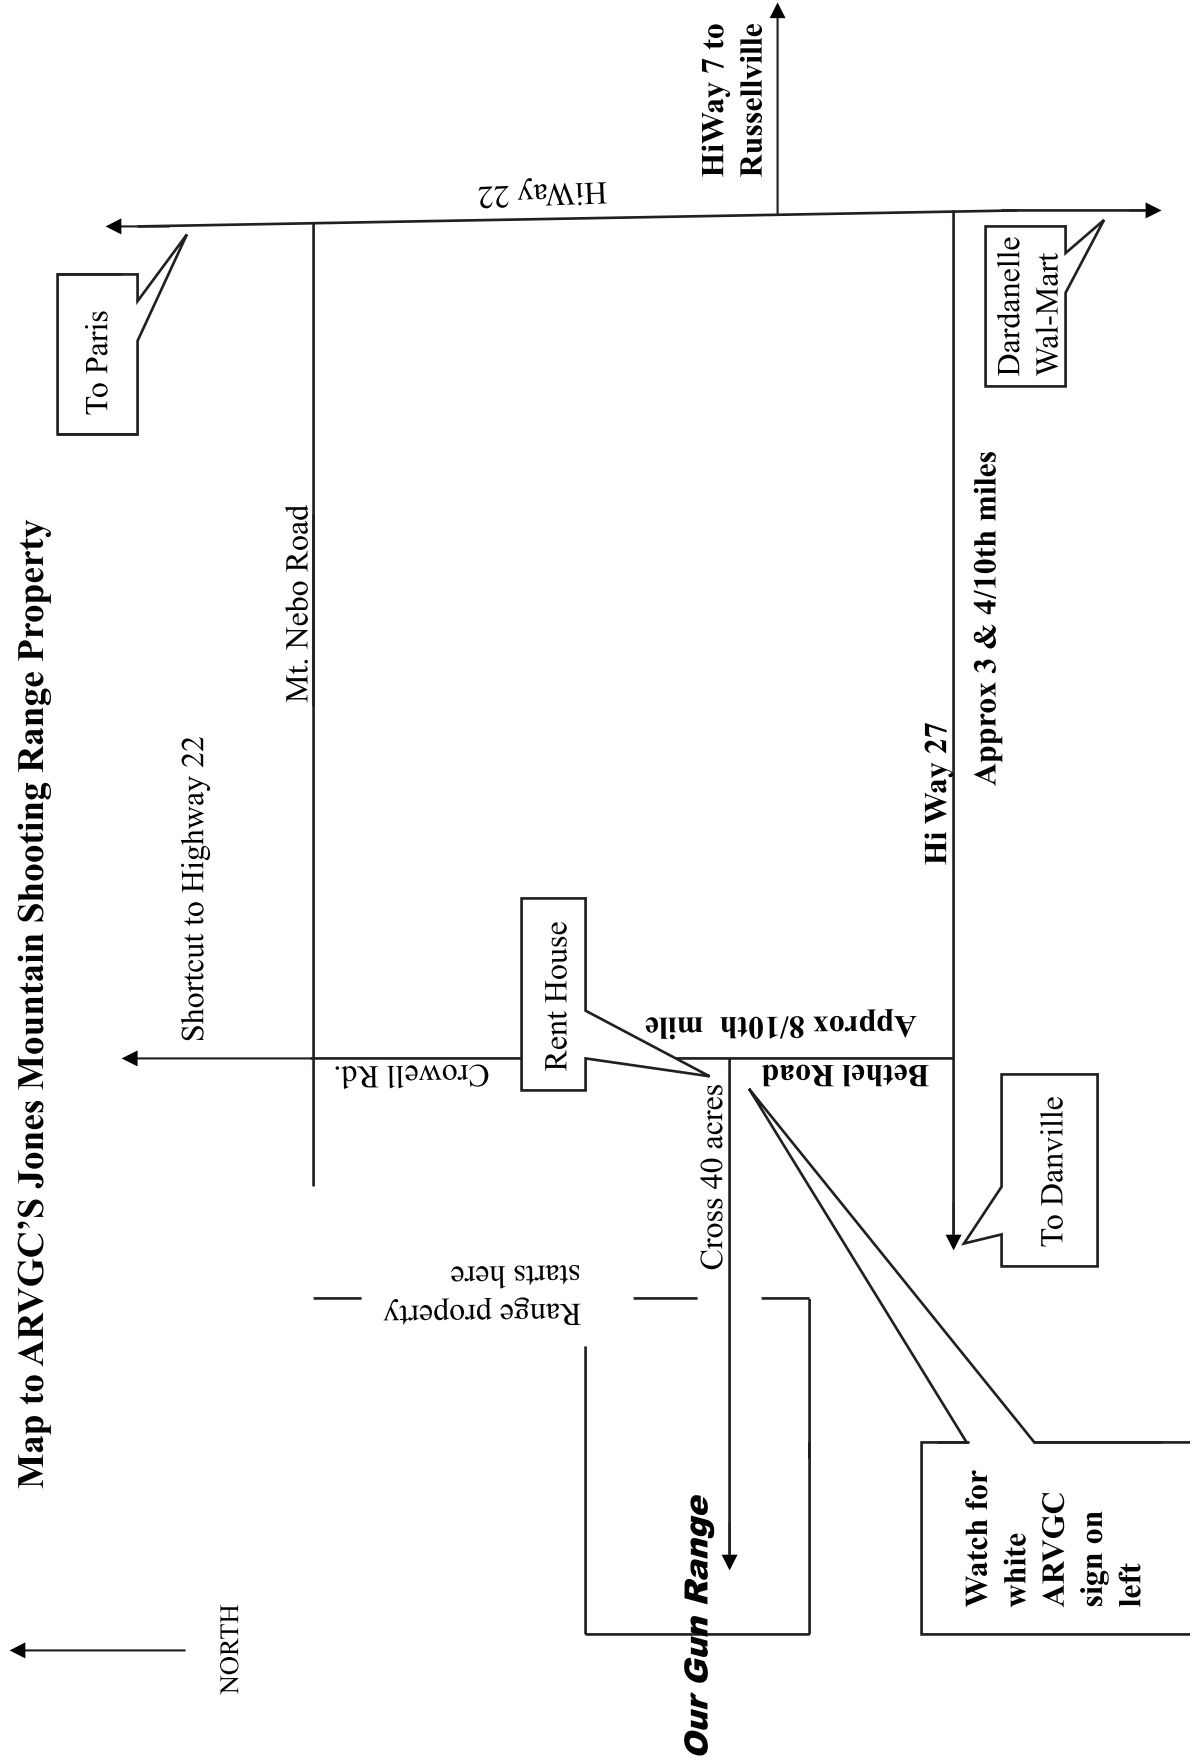 Map to ARVGC’S Jones Mountain Shooting Range Property
NORTH
Shortcut to Highway 22
To Paris
Mt. Nebo Road
HiWay 22
Crowell Rd.
Range property
starts here
Rent House
Approx 8/10th mile
Bethel Road
Cross 40 acres
Our Gun Range
HiWay 7 to
Russellville
Hi Way 27
Approx 3 & 4/10th miles
Dardanelle
Wal-Mart
To Danville
Watch for
white
ARVGC
sign on
left